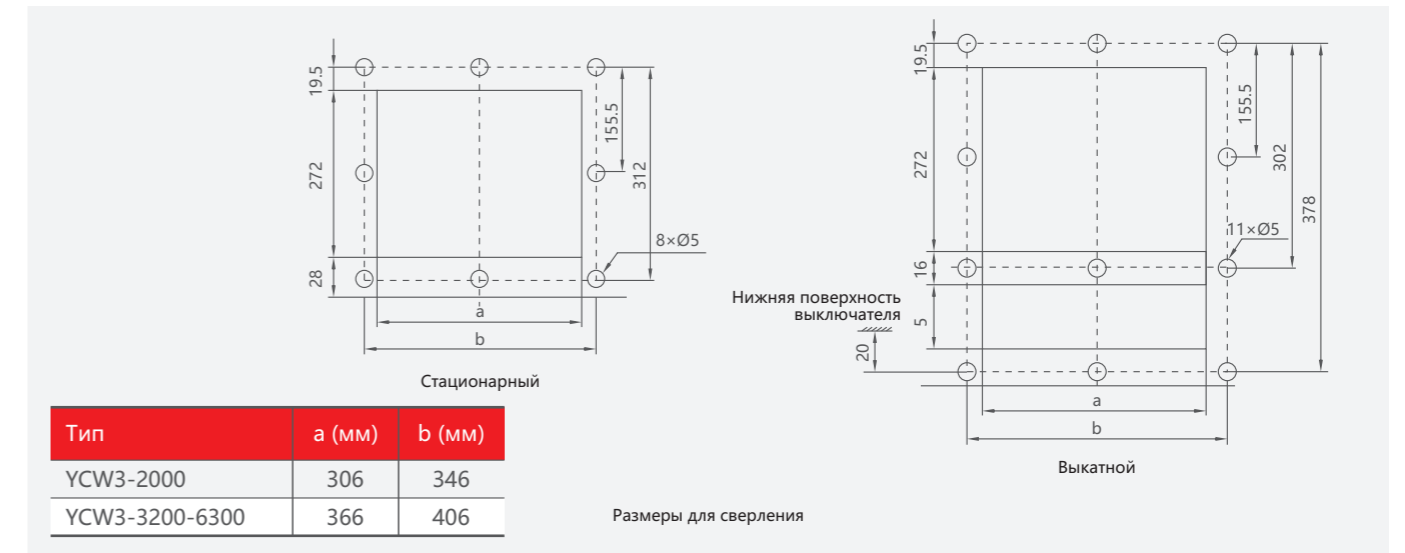 19.5
272
28
155.5
312
8×Ø5
a
b
Стационарный
19.5
272
16
5
20
155.5
302
378
11×Ø5
Нижняя поверхность
выключателя
a
b
Выкатной
Тип a (мм) b (мм)
YCW3-2000 306 346
YCW3-3200-6300 366 406
Размеры для сверления